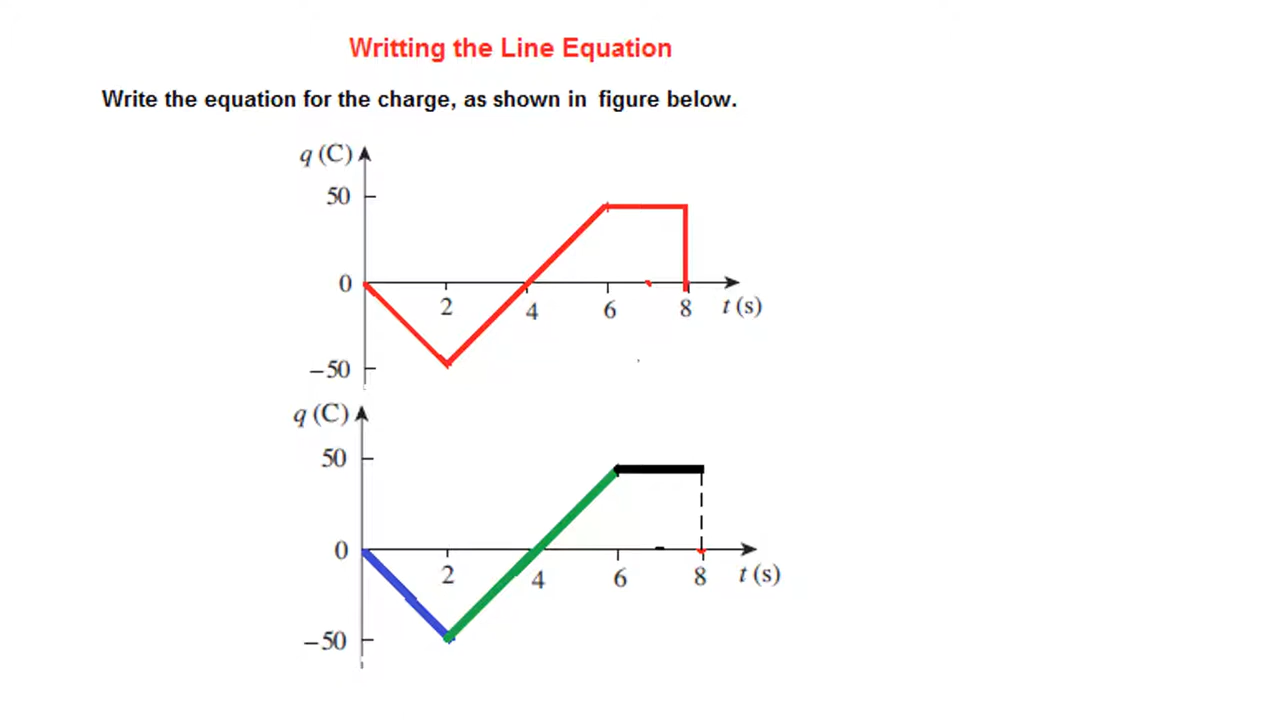 Writting the Line Equation
Write the equation for the charge, as shown in figure below.
q (C)
50
0
2
4
6
8
t (s)
−50
q (C)
50
0
2
4
6
8
t (s)
−50